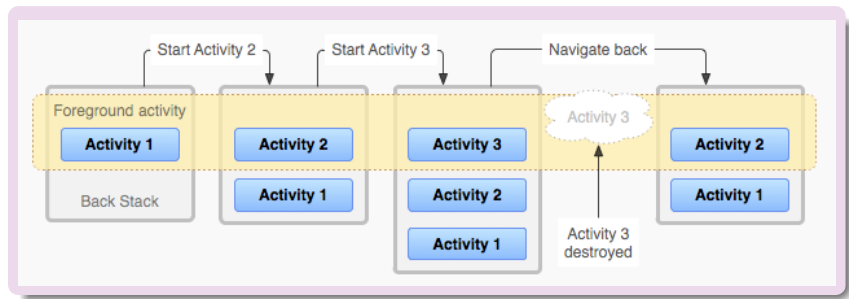 Start Activity 2
Start Activity 3
Navigate back
Foreground activity
Activity 1
Back Stack
Activity 2
Activity 1
Activity 3
Activity 2
Activity 1
Activity 3
Activity 3
destroyed
Activity 2
Activity 1